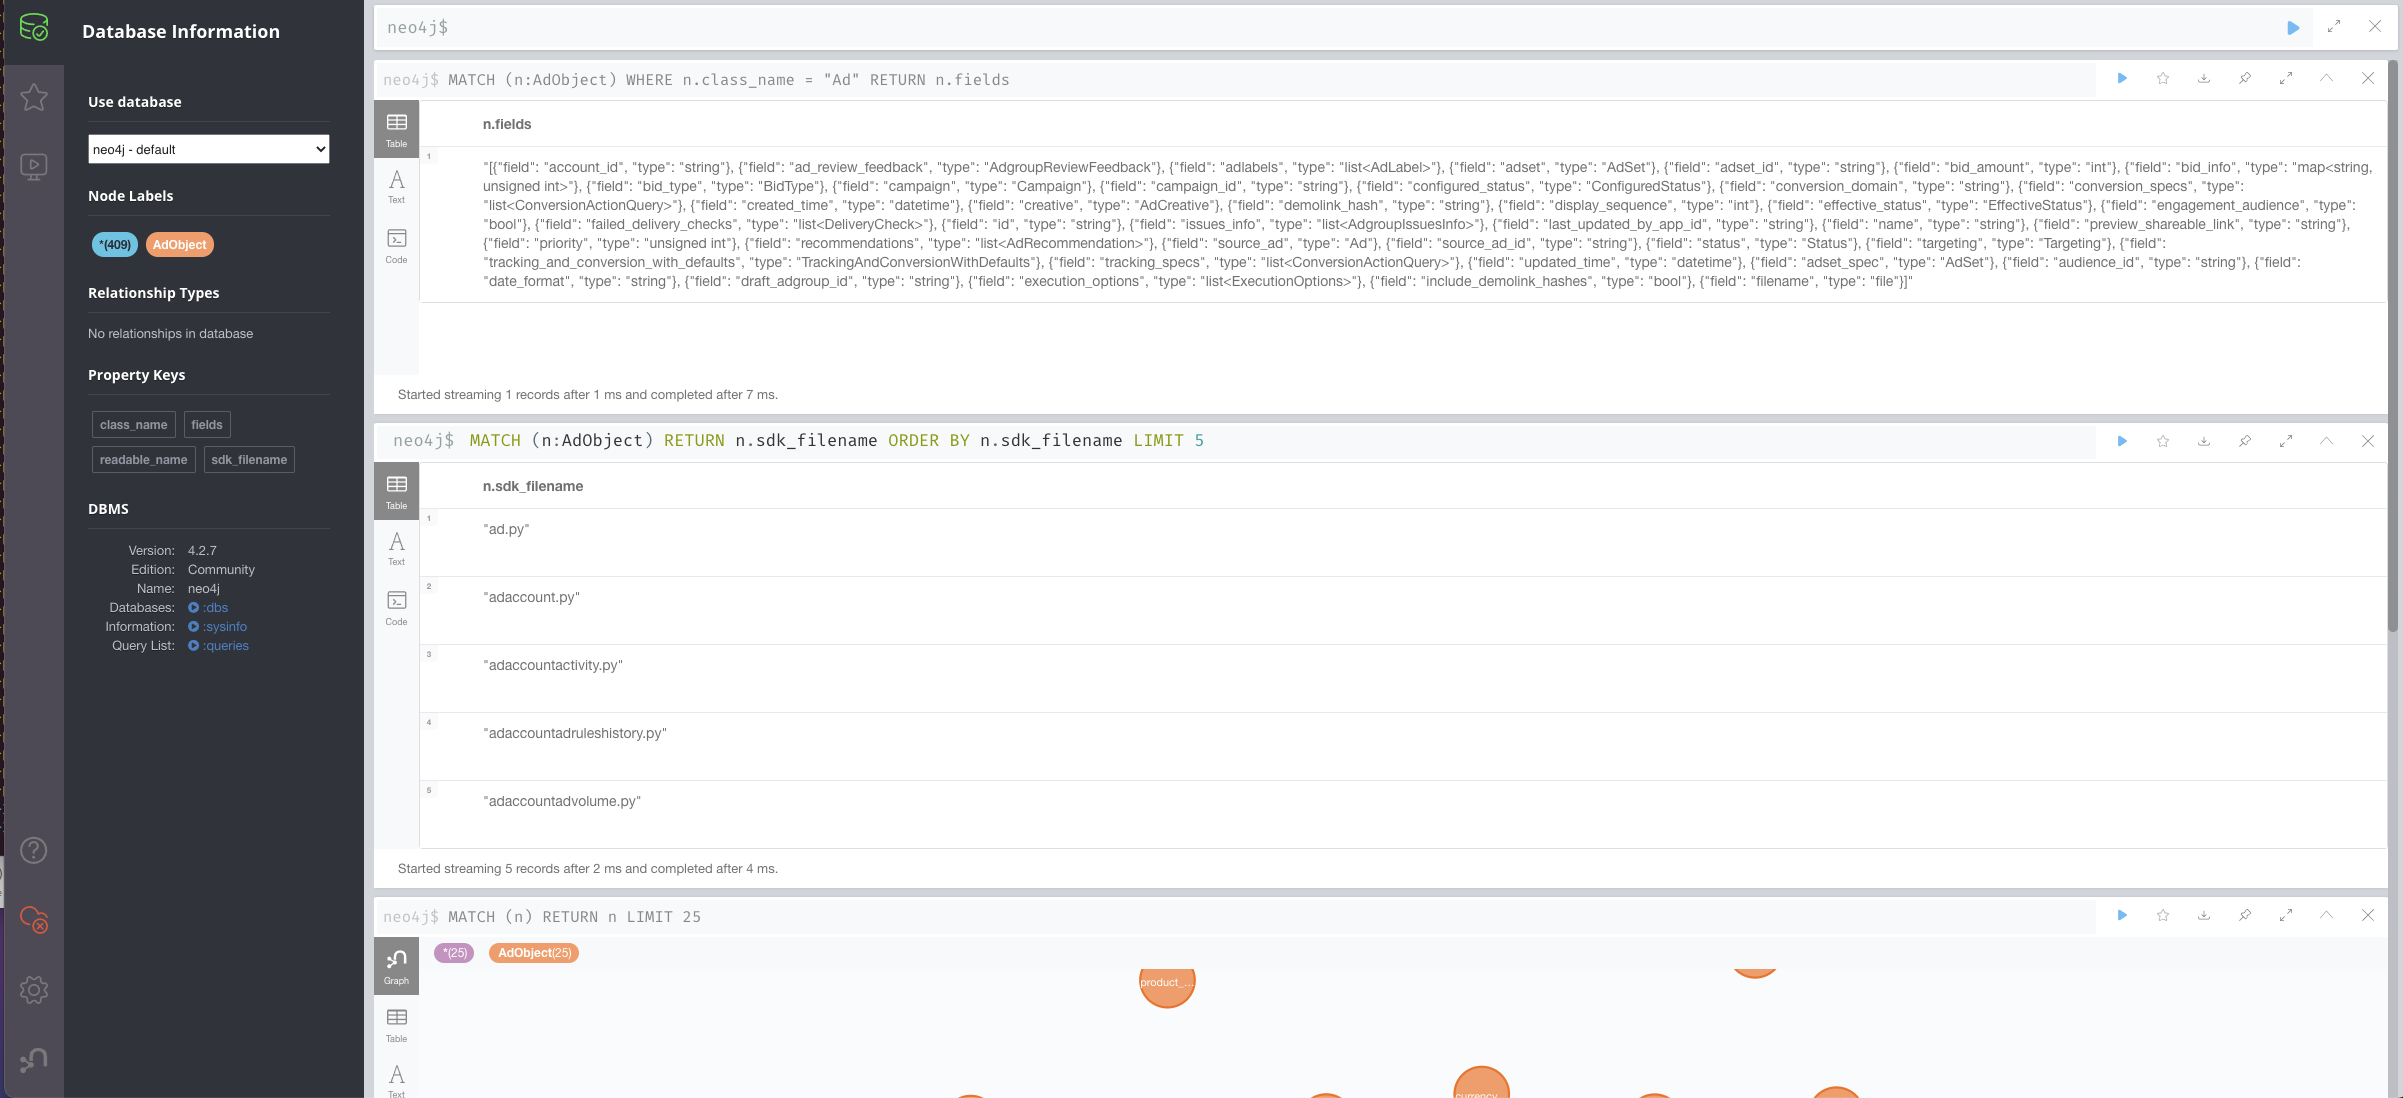 Database Information
Use database
neo4j - default
Node Labels
*(409) AdObject
Relationship Types
No relationships in database
Property Keys
class_name fields
readable_name sdk_filename
DBMS
Version: 4.2.7
Edition: Community
Name: neo4j
Databases: :dbs
Information: :sysinfo
Query List: :queries
neo4j$
neo4j$ MATCH (n:AdObject) WHERE n.class_name = "Ad" RETURN n.fields
Table
Text
Code
n.fields
1
"[{"field": "account_id", "type": "string"}, {"field": "ad_review_feedback", "type": "AdgroupReviewFeedback"}, {"field": "adlabels", "type": "list<AdLabel>"}, {"field": "adset", "type": "AdSet"}, {"field": "adset_id", "type": "string"}, {"field": "bid_amount", "type": "int"}, {"field": "bid_info", "type": "map<string,
unsigned int>"}, {"field": "bid_type", "type": "BidType"}, {"field": "campaign", "type": "Campaign"}, {"field": "campaign_id", "type": "string"}, {"field": "configured_status", "type": "ConfiguredStatus"}, {"field": "conversion_domain", "type": "string"}, {"field": "conversion_specs", "type":
"list<ConversionActionQuery>"}, {"field": "created_time", "type": "datetime"}, {"field": "creative", "type": "AdCreative"}, {"field": "demolink_hash", "type": "string"}, {"field": "display_sequence", "type": "int"}, {"field": "effective_status", "type": "EffectiveStatus"}, {"field": "engagement_audience", "type":
"bool"}, {"field": "failed_delivery_checks", "type": "list<DeliveryCheck>"}, {"field": "id", "type": "string"}, {"field": "issues_info", "type": "list<AdgroupIssuesInfo>"}, {"field": "last_updated_by_app_id", "type": "string"}, {"field": "name", "type": "string"}, {"field": "preview_shareable_link", "type": "string"},
{"field": "priority", "type": "unsigned int"}, {"field": "recommendations", "type": "list<AdRecommendation>"}, {"field": "source_ad", "type": "Ad"}, {"field": "source_ad_id", "type": "string"}, {"field": "status", "type": "Status"}, {"field": "targeting", "type": "Targeting"}, {"field":
"tracking_and_conversion_with_defaults", "type": "TrackingAndConversionWithDefaults"}, {"field": "tracking_specs", "type": "list<ConversionActionQuery>"}, {"field": "updated_time", "type": "datetime"}, {"field": "adset_spec", "type": "AdSet"}, {"field": "audience_id", "type": "string"}, {"field":
"date_format", "type": "string"}, {"field": "draft_adgroup_id", "type": "string"}, {"field": "execution_options", "type": "list<ExecutionOptions>"}, {"field": "include_demolink_hashes", "type": "bool"}, {"field": "filename", "type": "file"}]"
Started streaming 1 records after 1 ms and completed after 7 ms.
neo4j$ MATCH (n:AdObject) RETURN n.sdk_filename ORDER BY n.sdk_filename LIMIT 5
Table
Text
Code
n.sdk_filename
1
"ad.py"
2
"adaccount.py"
3
"adaccountactivity.py"
4
"adaccountadruleshistory.py"
5
"adaccountadvolume.py"
Started streaming 5 records after 2 ms and completed after 4 ms.
neo4j$ MATCH (n) RETURN n LIMIT 25
Graph
Table
Text
*(25) AdObject(25)
product_...
currency